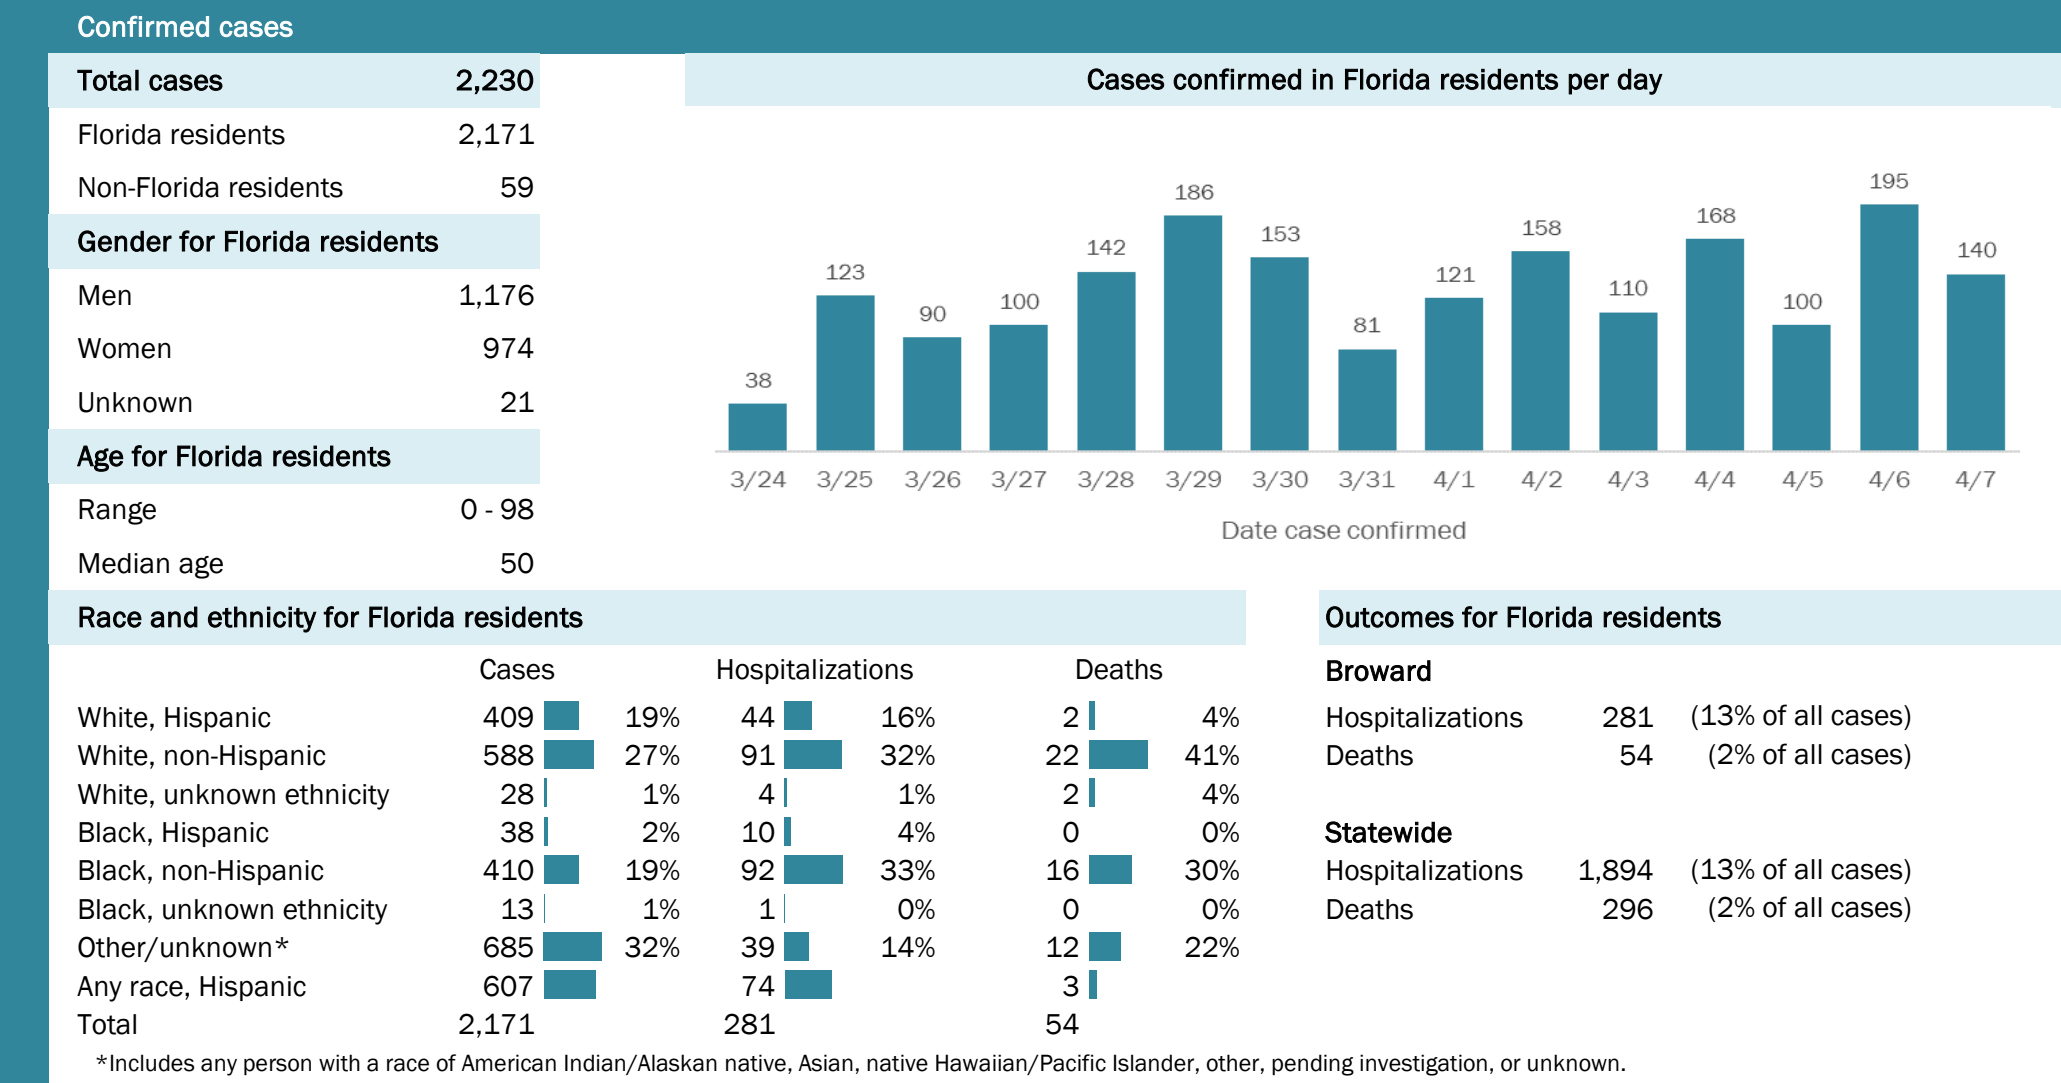 Confirmed cases
Total cases 2,230
Florida residents 2,171
Non-Florida residents 59
Gender for Florida residents
Men 1,176
Women 974
Unknown 21
Age for Florida residents
Range 0 - 98
Median age 50
Cases confirmed in Florida residents per day
38 123 90 100 142 186 153 81 121 158 110 168 100 195 140
3/24 3/25 3/26 3/27 3/28 3/29 3/30 3/31 4/1 4/2 4/3 4/4 4/5 4/6 4/7
Date case confirmed
Race and ethnicity for Florida residents
Cases Hospitalizations Deaths
White, Hispanic 409 19% 44 16% 2 4%
White, non-Hispanic 588 27% 91 32% 22 41%
White, unknown ethnicity 28 1% 4 1% 2 4%
Black, Hispanic 38 2% 10 4% 0 0%
Black, non-Hispanic 410 19% 92 33% 16 30%
Black, unknown ethnicity 13 1% 1 0% 0 0%
Other/unknown* 685 32% 39 14% 12 22%
Any race, Hispanic 607 74 3
Total 2,171 281 54
Outcomes for Florida residents
Broward
Hospitalizations 281 (13% of all cases)
Deaths 54 (2% of all cases)
Statewide
Hospitalizations 1,894 (13% of all cases)
Deaths 296 (2% of all cases)
*Includes any person with a race of American Indian/Alaskan native, Asian, native Hawaiian/Pacific Islander, other, pending investigation, or unknown.